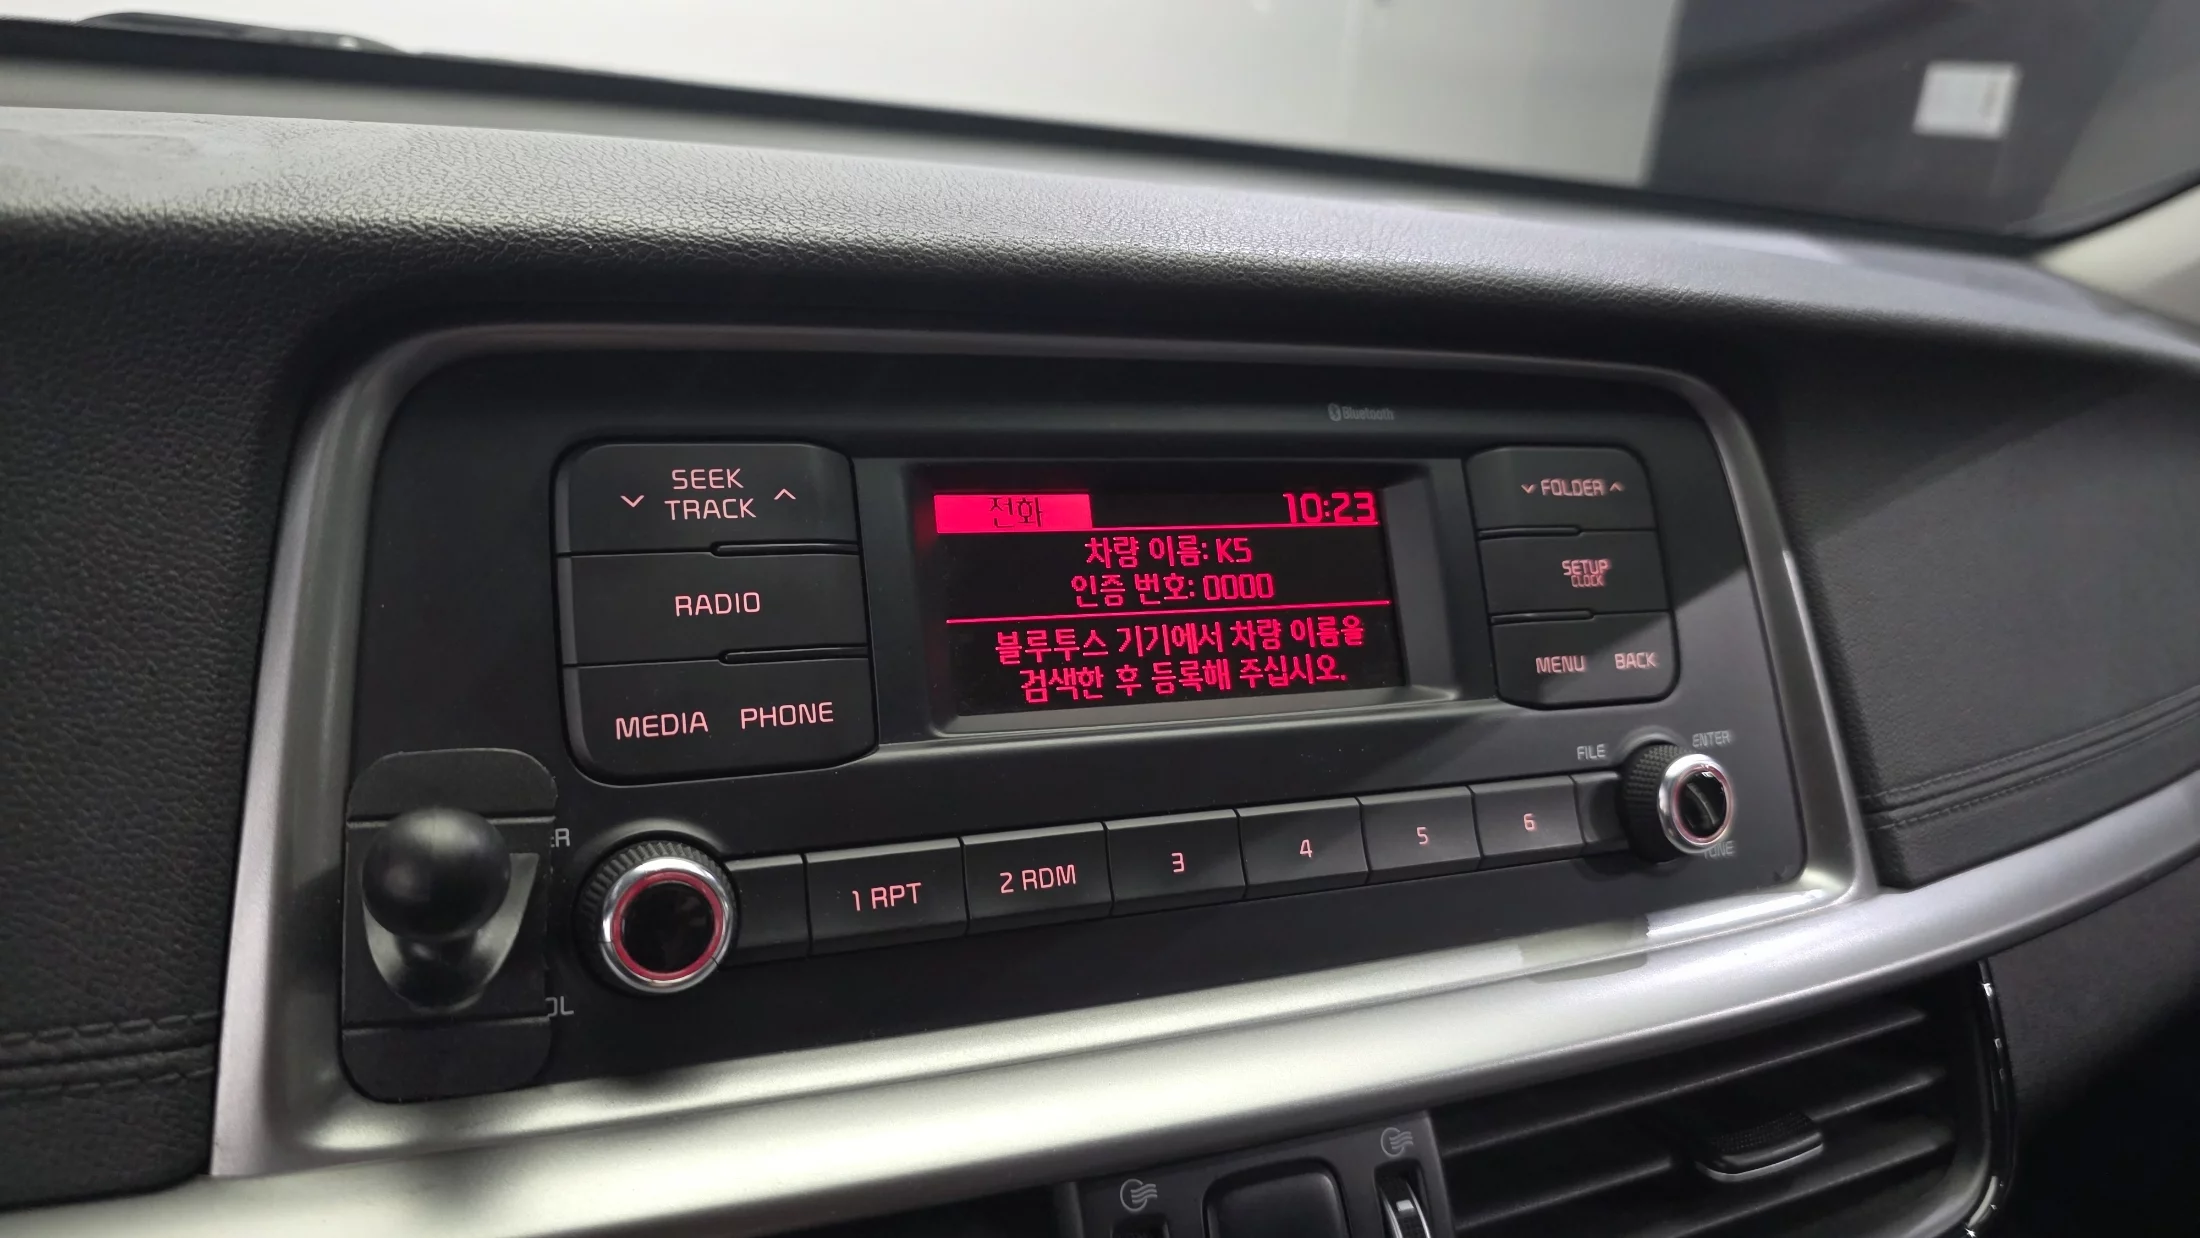 Bluetooth
SEEK
TRACK
RADIO
MEDIA PHONE
전화 10:23
차량 이름: K5
인증 번호: 0000
블루투스 기기에서 차량 이름을
검색한 후 등록해 주십시오.
FOLDER
SETUP
CLOCK
MENU BACK
FILE
ENTER
TUNE
1 RPT
2 RDM
3
4
5
6